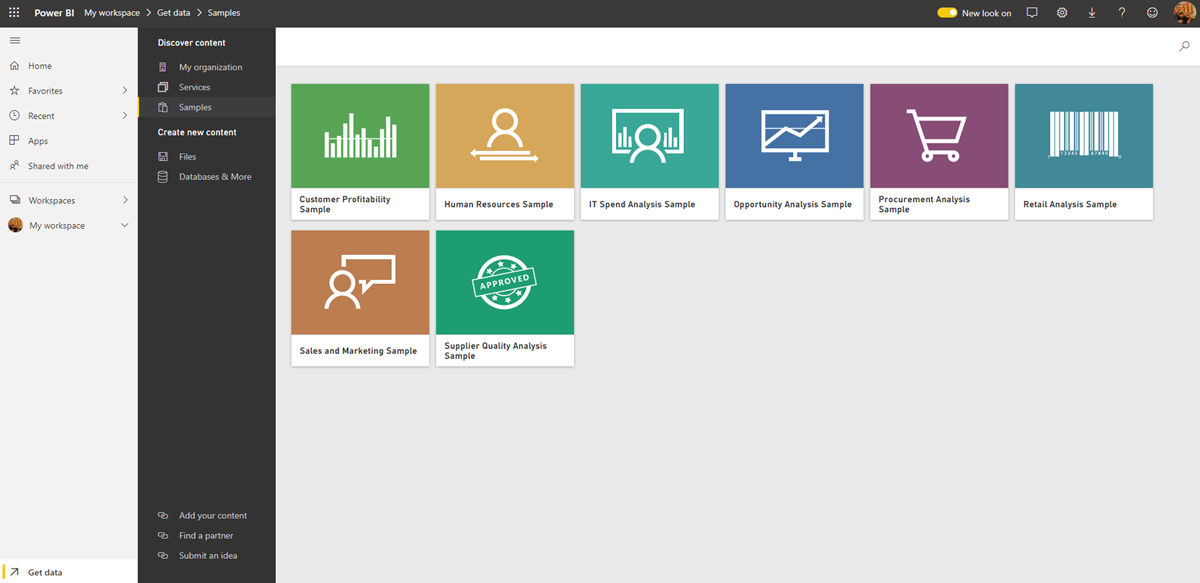 Power BI My workspace > Get data > Samples
New look on
Home
Favorites
Recent
Apps
Shared with me
Workspaces
My workspace
Get data
Discover content
My organization
Services
Samples
Create new content
Files
Databases & More
Add your content
Find a partner
Submit an idea
Customer Profitability
Sample
Human Resources Sample
IT Spend Analysis Sample
Opportunity Analysis Sample
Procurement Analysis
Sample
12345 67890
Retail Analysis Sample
Sales and Marketing Sample
APPROVED
Supplier Quality Analysis
Sample